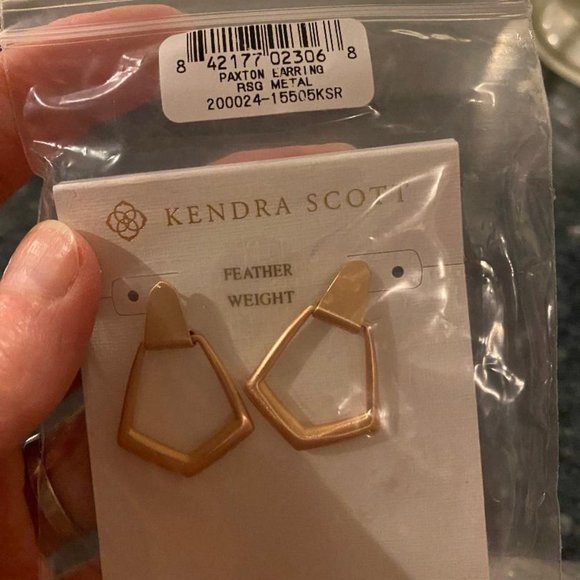 8 42177 02306 8
PAXTON EARRING
RSG METAL
200024-15505KSR
KENDRA SCOTT
FEATHER
WEIGHT